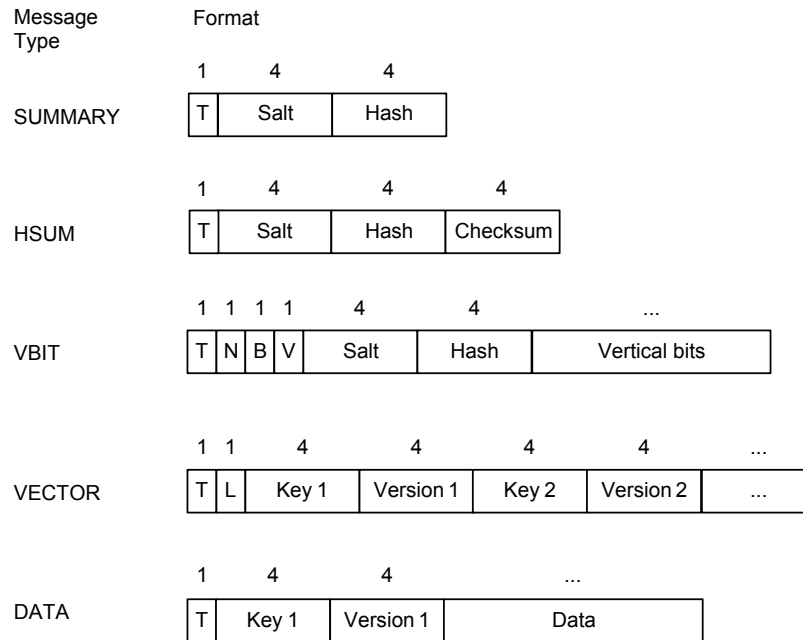 Message Type Format
1 4 4
SUMMARY T Salt Hash
1 4 4 4
HSUM T Salt Hash Checksum
1 1 1 1 4 4 ...
VBIT T N B V Salt Hash Vertical bits
1 1 4 4 4 4 ...
VECTOR T L Key 1 Version 1 Key 2 Version 2 ...
1 4 4 ...
DATA T Key 1 Version 1 Data